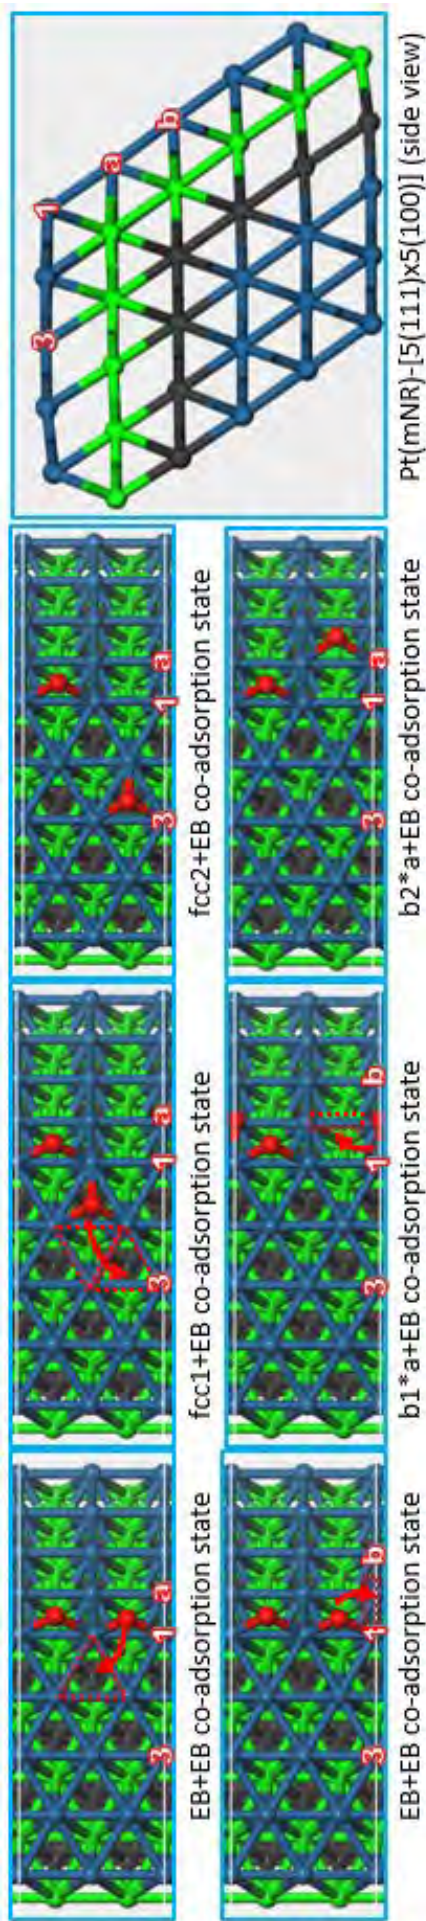 3 1 a
EB+EB co-adsorption state
3 1 a
fcc1+EB co-adsorption state
3 1 a
fcc2+EB co-adsorption state
3 1 b
EB+EB co-adsorption state
3 1 b
b1*a+EB co-adsorption state
3 1 a
b2*a+EB co-adsorption state
3 1
a
b
Pt(mNR)-[5(111)x5(100)] (side view)